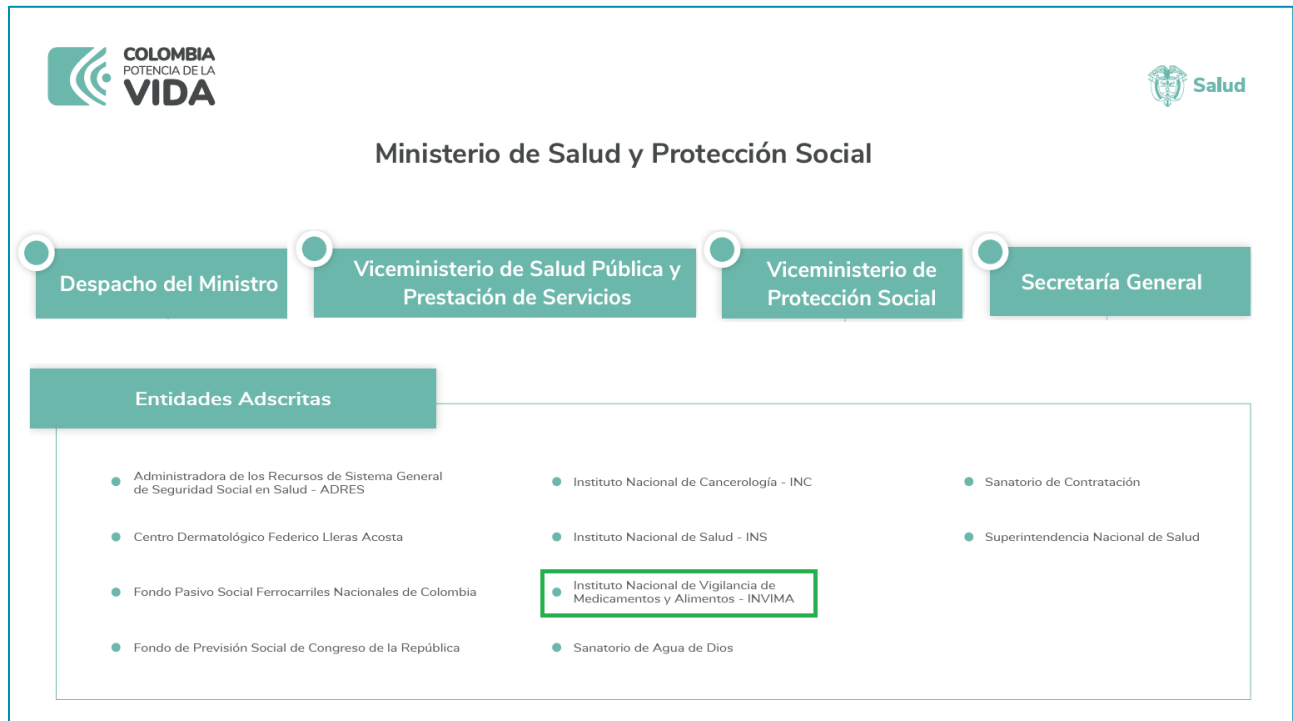 COLOMBIA
POTENCIA DE LA
VIDA
Salud
Ministerio de Salud y Protección Social
Despacho del Ministro
Viceministerio de Salud Pública y
Prestación de Servicios
Viceministerio de
Protección Social
Secretaría General
Entidades Adscritas
Administradora de los Recursos de Sistema General
de Seguridad Social en Salud - ADRES
Centro Dermatológico Federico Lleras Acosta
Fondo Pasivo Social Ferrocarriles Nacionales de Colombia
Fondo de Previsión Social de Congreso de la República
Instituto Nacional de Cancerología - INC
Instituto Nacional de Salud - INS
Instituto Nacional de Vigilancia de
Medicamentos y Alimentos - INVIMA
Sanatorio de Agua de Dios
Sanatorio de Contratación
Superintendencia Nacional de Salud